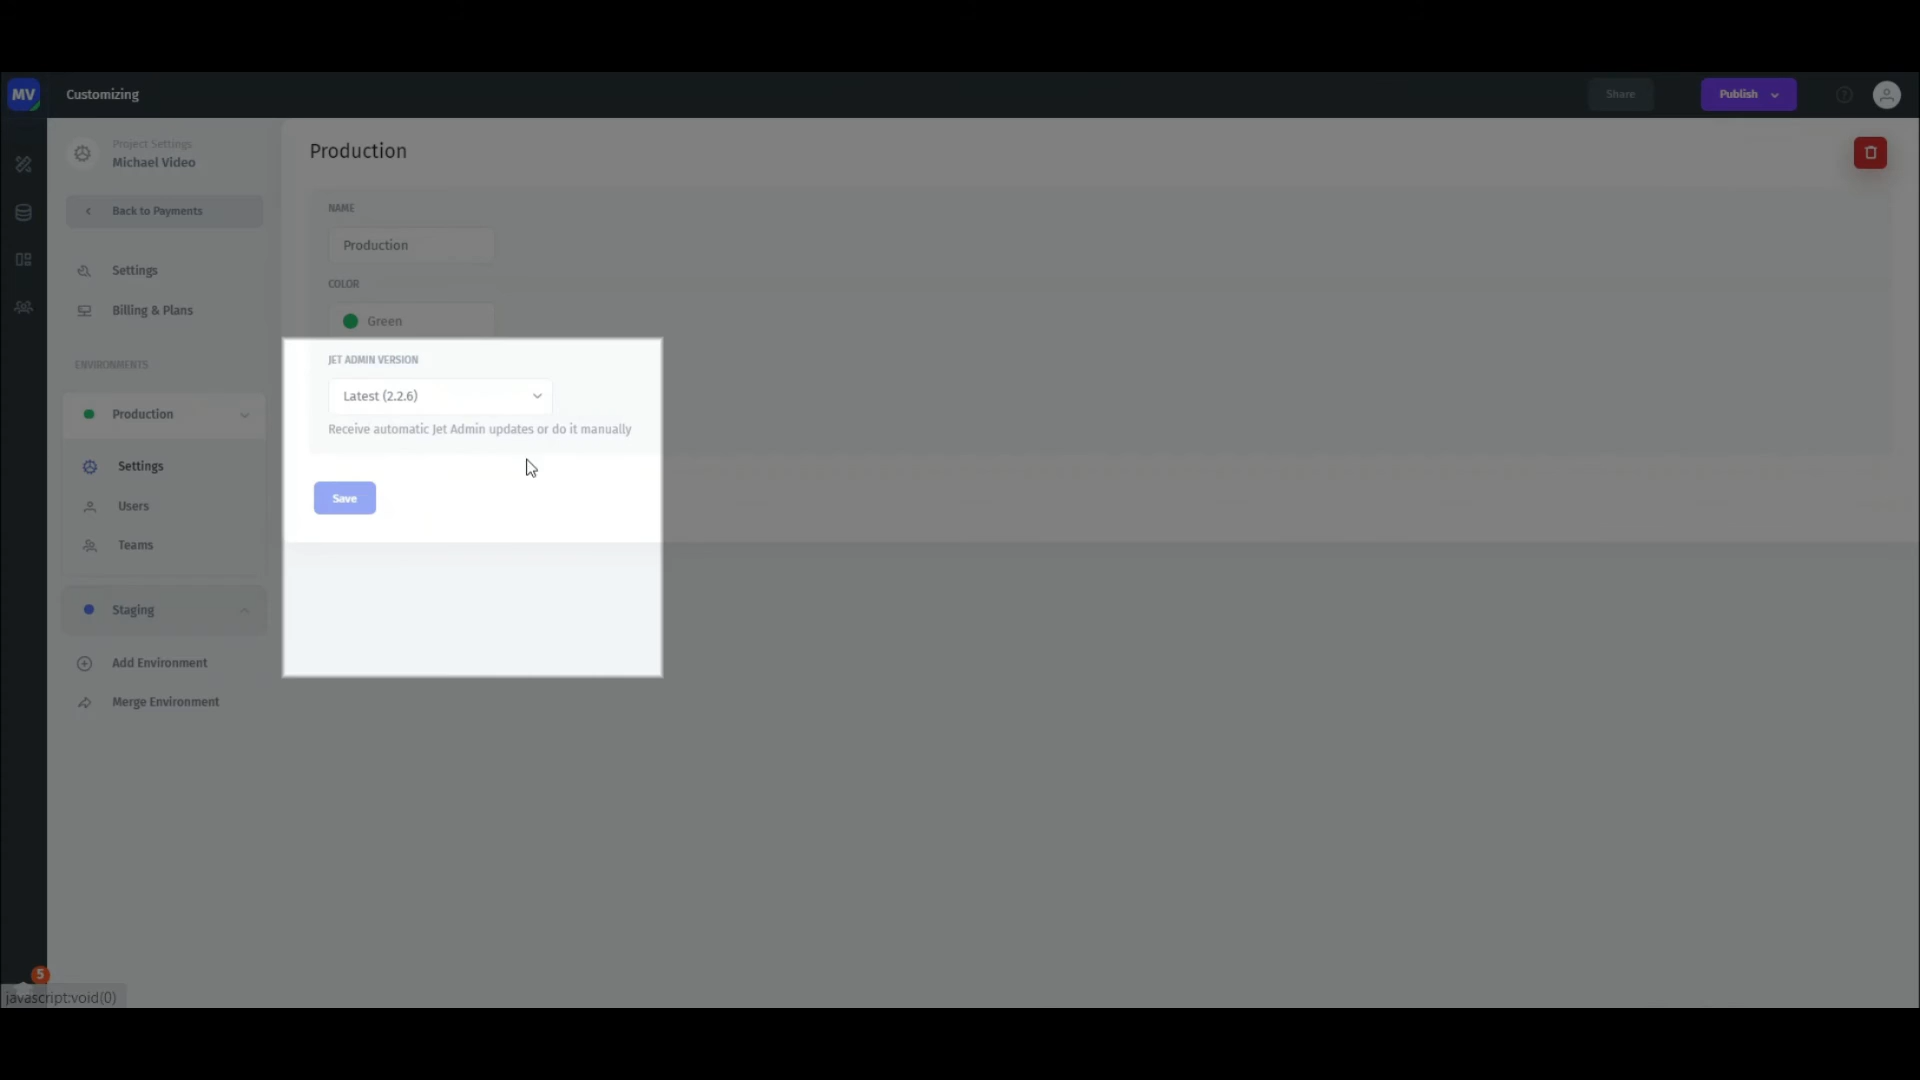 MV
Customizing
Share
Publish
Project Settings
Michael Video
Back to Payments
Settings
Billing & Plans
ENVIRONMENTS
Production
Settings
Users
Teams
Staging
Add Environment
Merge Environment
Production
NAME
Production
COLOR
Green
JET ADMIN VERSION
Latest (2.2.6)
Receive automatic Jet Admin updates or do it manually
Save
5
javascript:void(0)